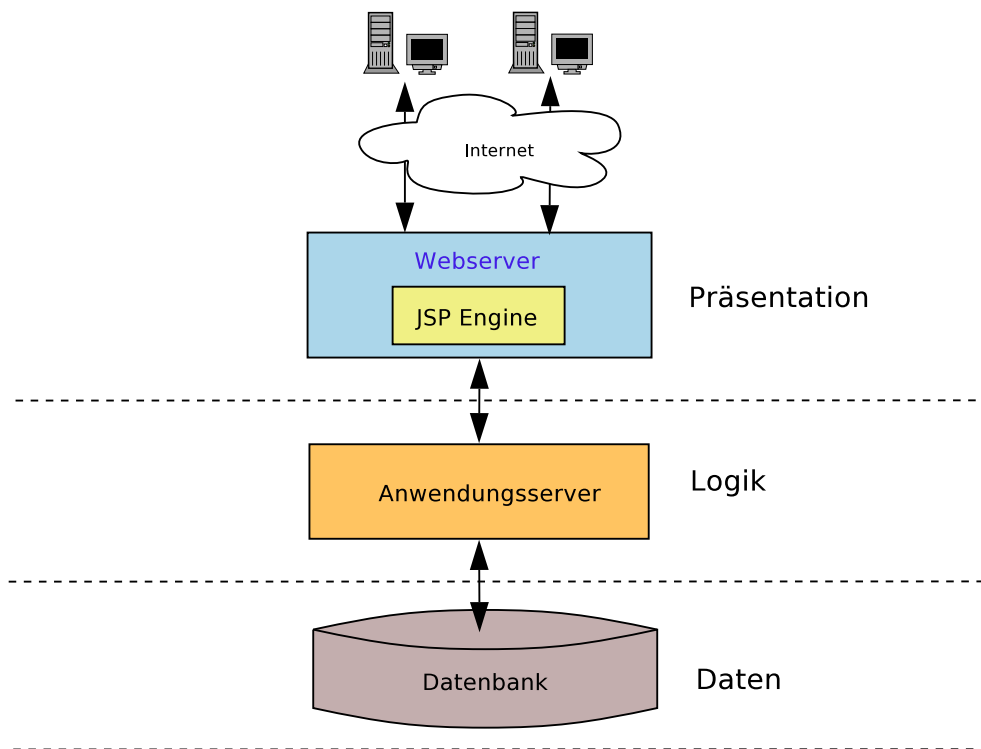 Internet
Webserver
JSP Engine
Präsentation
Anwendungsserver
Logik
Datenbank
Daten